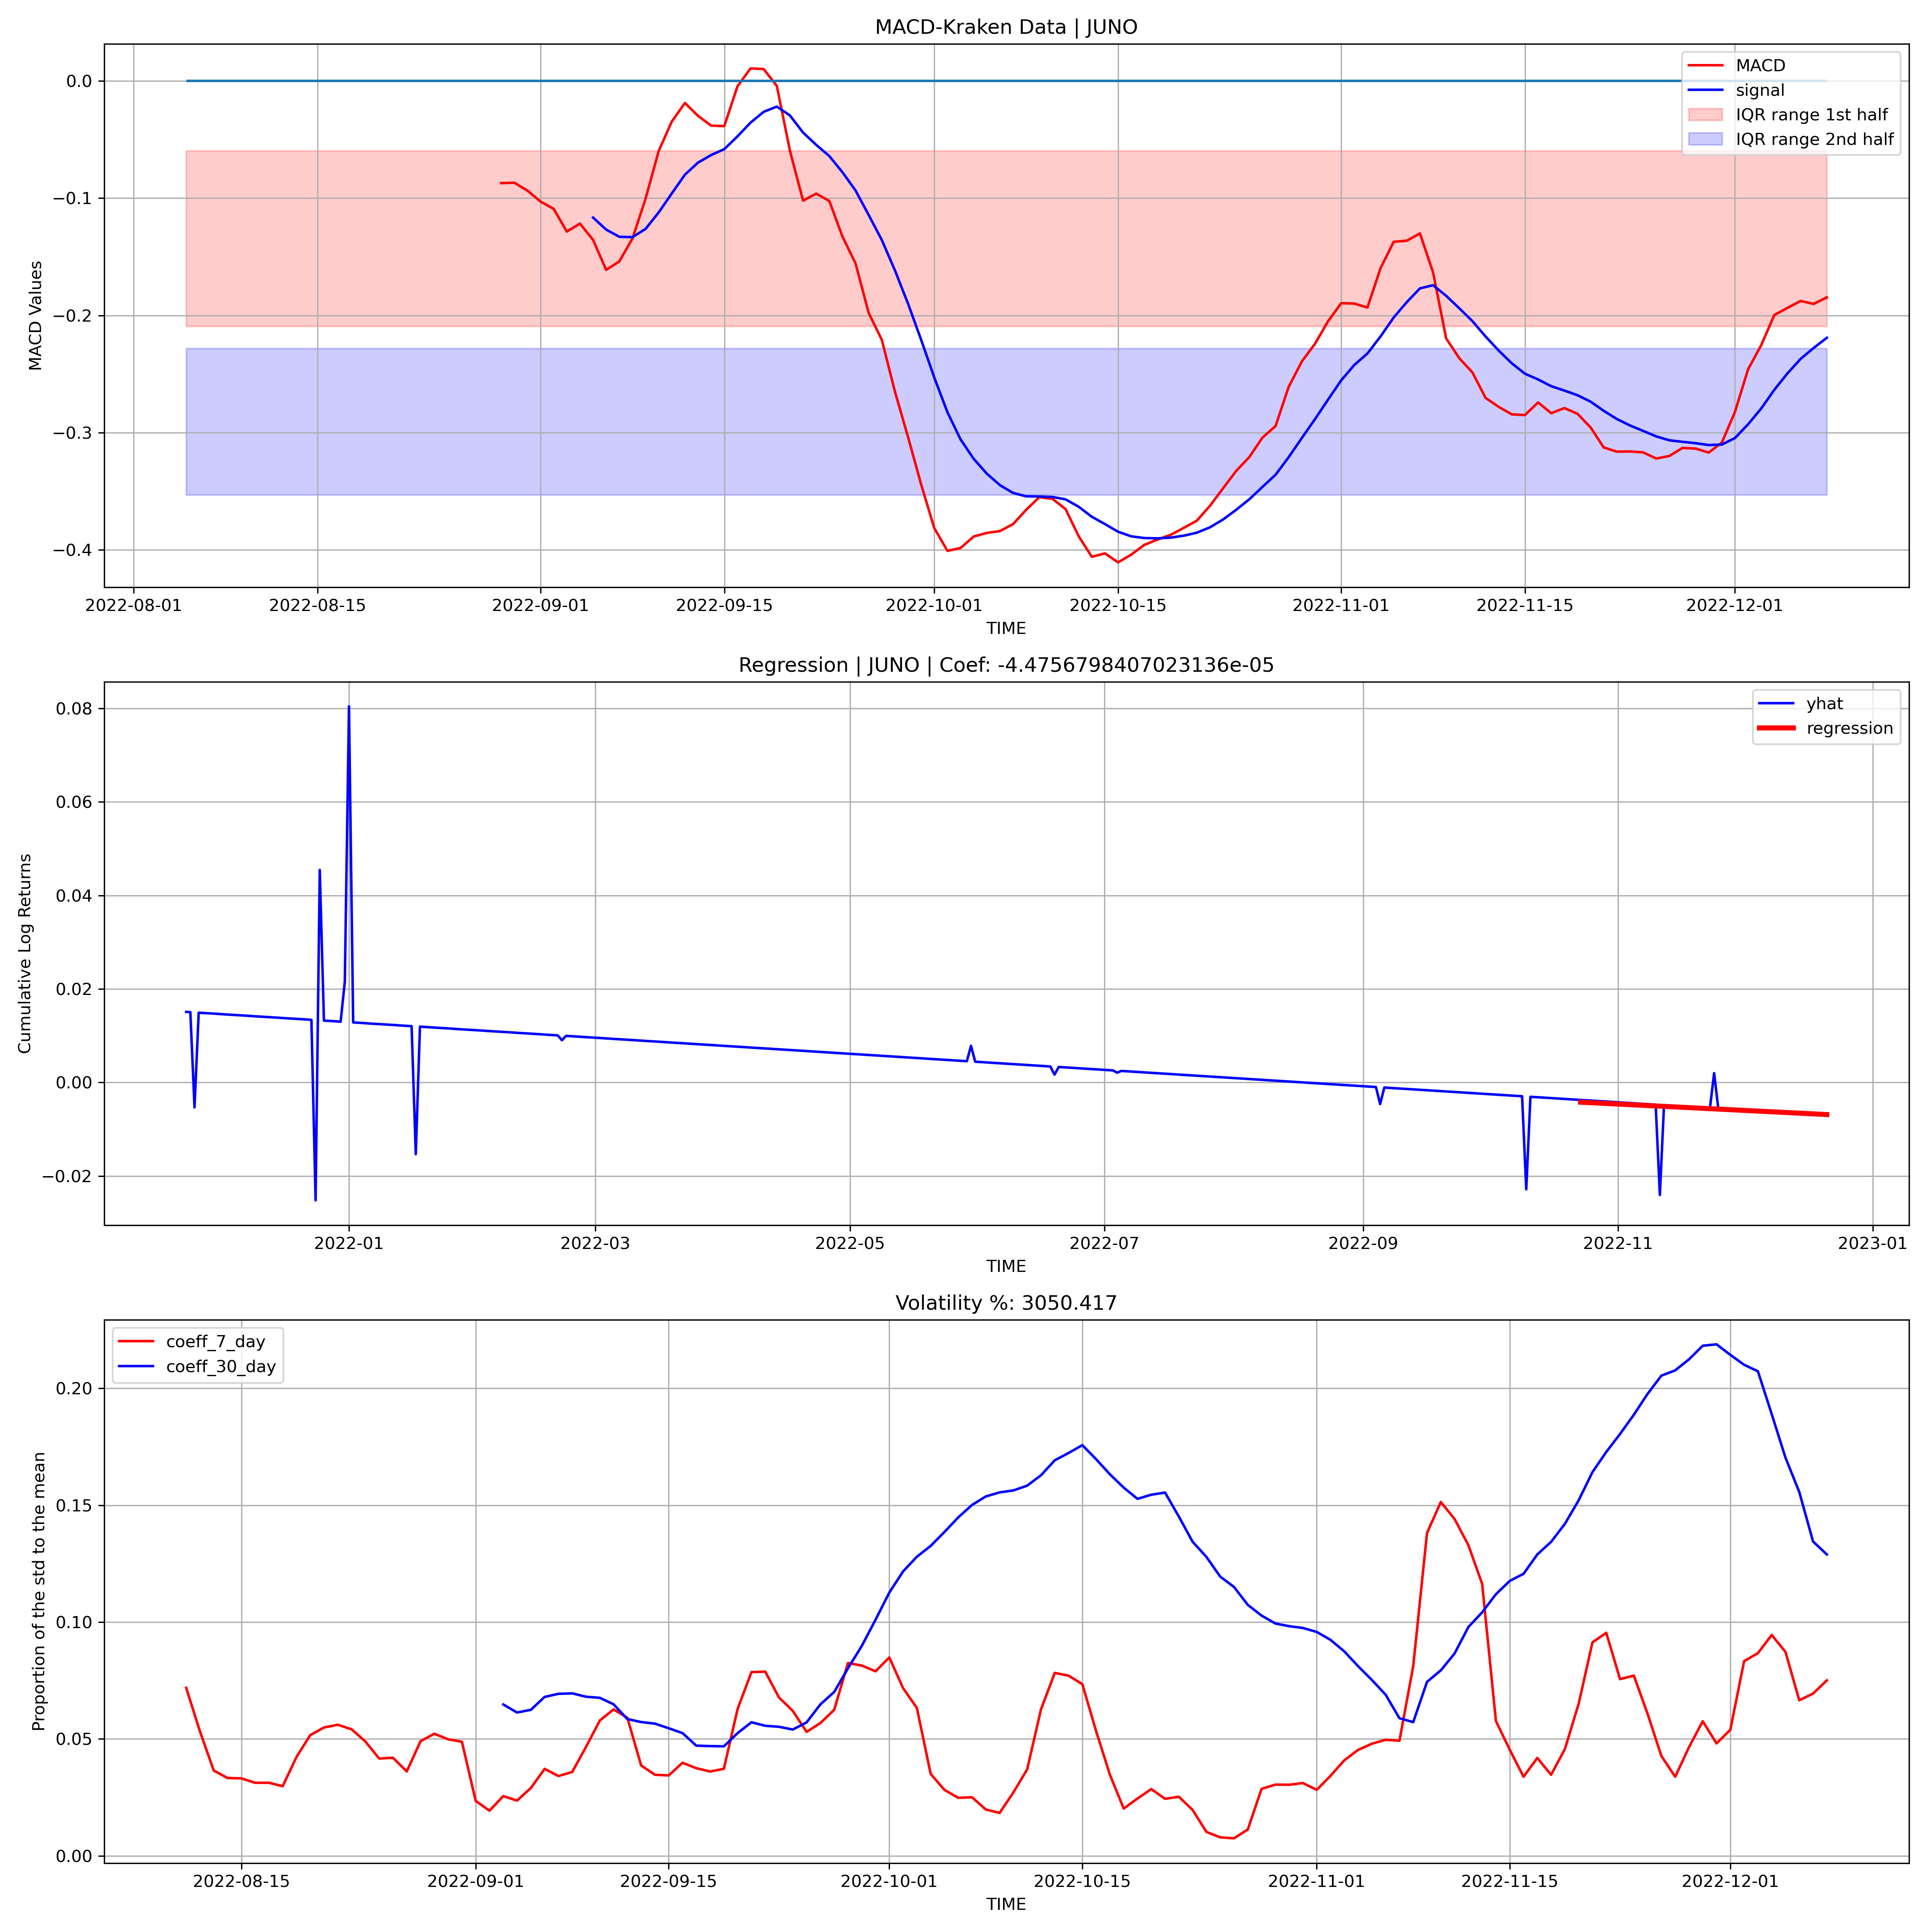 MACD-Kraken Data | JUNO
MACD
signal
IQR range 1st half
IQR range 2nd half
MACD Values
0.0
−0.1
−0.2
−0.3
−0.4
2022-08-01 2022-08-15 2022-09-01 2022-09-15 2022-10-01 2022-10-15 2022-11-01 2022-11-15 2022-12-01
TIME
Regression | JUNO | Coef: -4.4756798407023136e-05
yhat
regression
Cumulative Log Returns
0.08
0.06
0.04
0.02
0.00
−0.02
2022-01 2022-03 2022-05 2022-07 2022-09 2022-11 2023-01
TIME
Volatility %: 3050.417
coeff_7_day
coeff_30_day
Proportion of the std to the mean
0.20
0.15
0.10
0.05
0.00
2022-08-15 2022-09-01 2022-09-15 2022-10-01 2022-10-15 2022-11-01 2022-11-15 2022-12-01
TIME